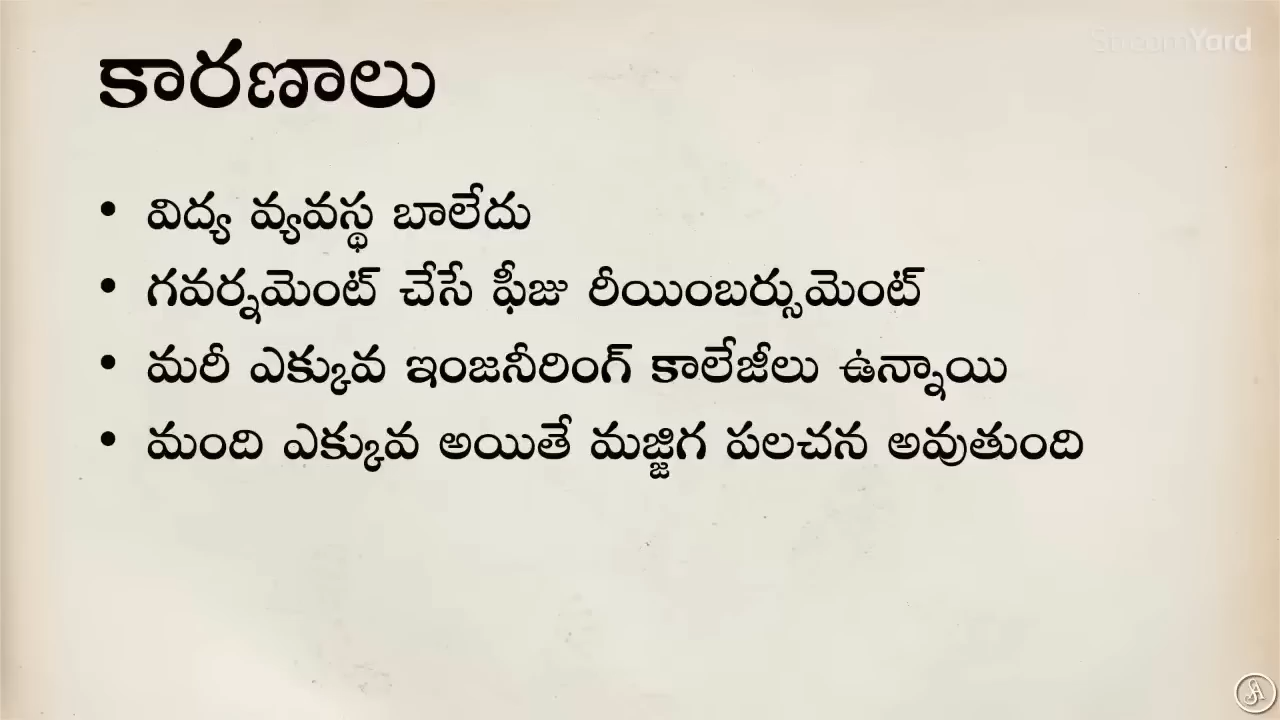 StreamYard
కారణాలు
• విద్య వ్యవస్థ బాలేదు
• గవర్నమెంట్ చేసే ఫీజు రీయింబర్సుమెంట్
• మరీ ఎక్కువ ఇంజనీరింగ్ కాలేజీలు ఉన్నాయి
• మంది ఎక్కువ అయితే మజ్జిగ పలచన అవుతుంది